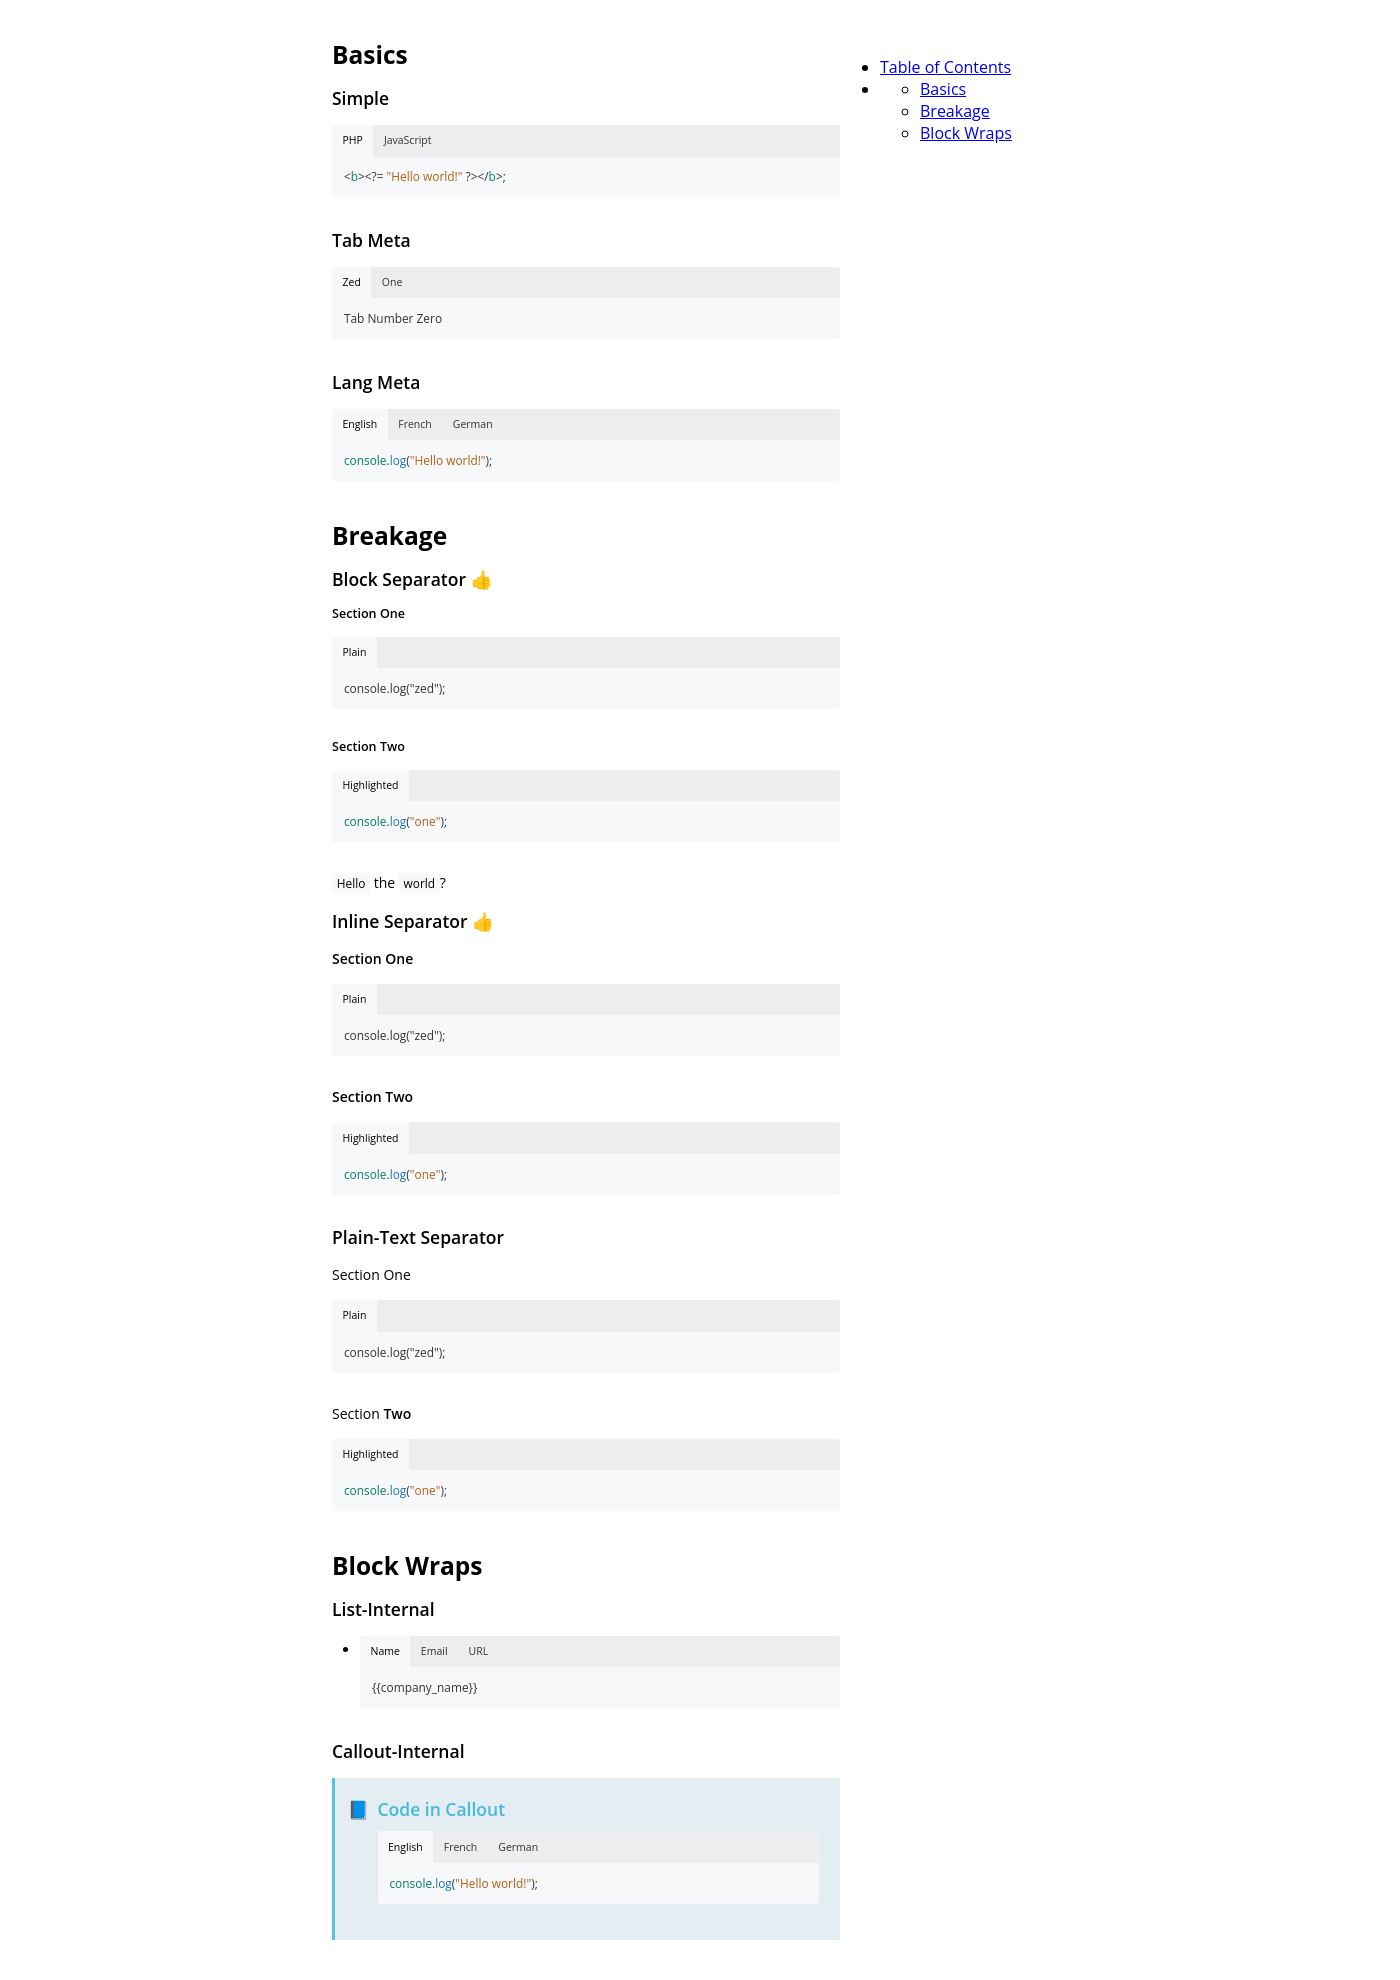 Basics
Simple
PHP JavaScript
<b><?= "Hello world!" ?></b>;
Tab Meta
Zed One
Tab Number Zero
Lang Meta
English French German
console.log("Hello world!");
Breakage
Block Separator 👍
Section One
Plain
console.log("zed");
Section Two
Highlighted
console.log("one");
Hello the world ?
Inline Separator 👍
Section One
Plain
console.log("zed");
Section Two
Highlighted
console.log("one");
Plain-Text Separator
Section One
Plain
console.log("zed");
Section Two
Highlighted
console.log("one");
Block Wraps
List-Internal
Name Email URL
{{company_name}}
Callout-Internal
📘 Code in Callout
English French German
console.log("Hello world!");
Table of Contents
Basics
Breakage
Block Wraps